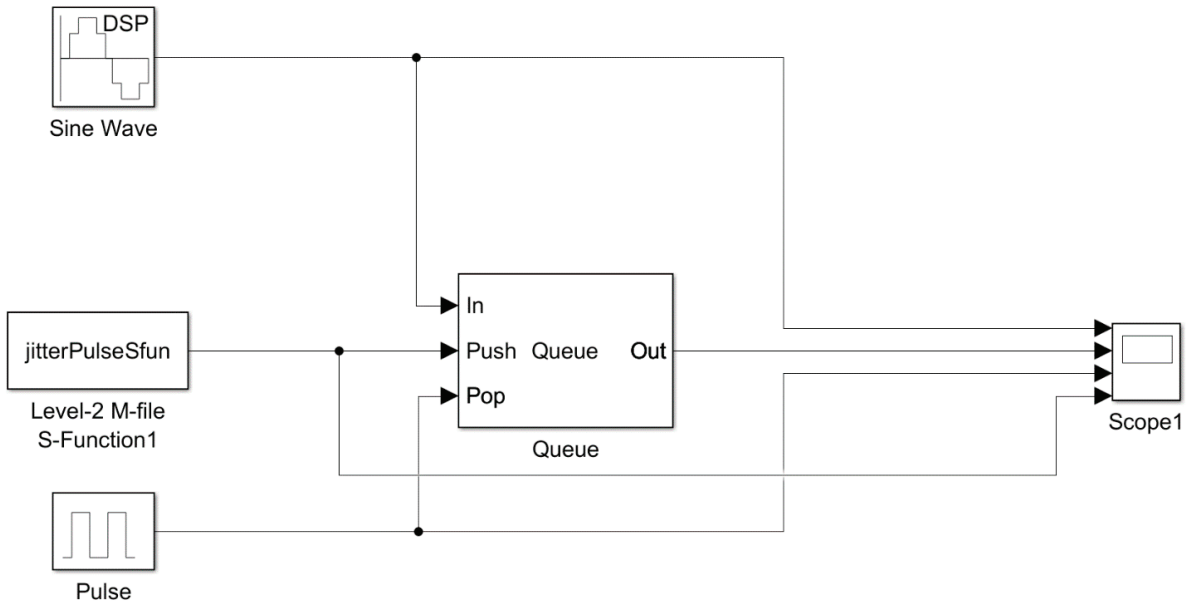 DSP
Sine Wave
In
jitterPulseSfun
Push Queue Out
Pop
Level-2 M-file
S-Function1
Scope1
Queue
Pulse